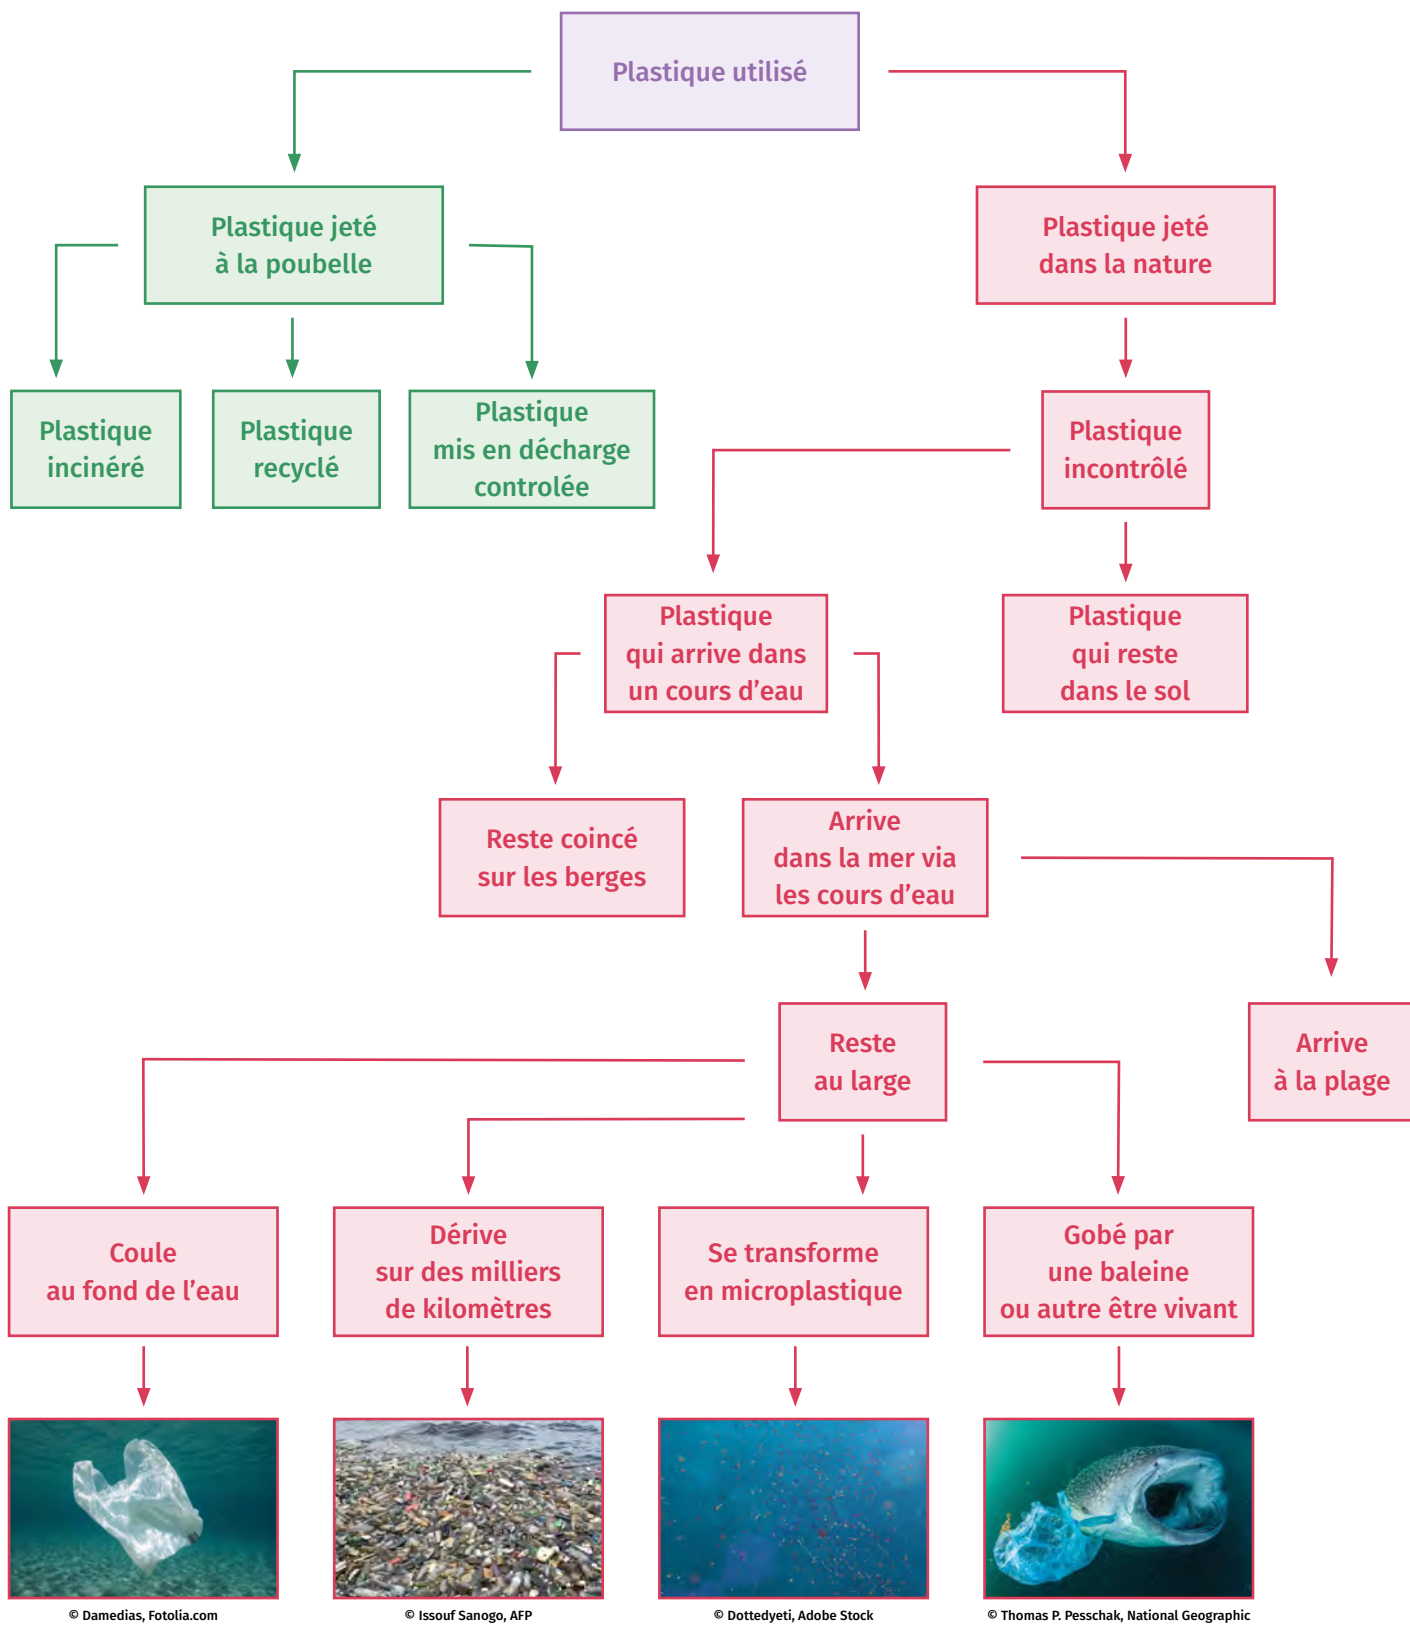 Plastique utilisé
Plastique jeté
à la poubelle
Plastique jeté
dans la nature
Plastique
incinéré
Plastique
recyclé
Plastique
mis en décharge
controlée
Plastique
incontrôlé
Plastique
qui arrive dans
un cours d'eau
Plastique
qui reste
dans le sol
Reste coincé
sur les berges
Arrive
dans la mer via
les cours d'eau
Reste
au large
Arrive
à la plage
Coule
au fond de l'eau
Dérive
sur des milliers
de kilomètres
Se transforme
en microplastique
Gobé par
une baleine
ou autre être vivant
© Damedias, Fotolia.com
© Issouf Sanogo, AFP
© Dottedyeti, Adobe Stock
© Thomas P. Pesschak, National Geographic